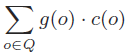 ∑_{o∈Q} g(o) · c(o)